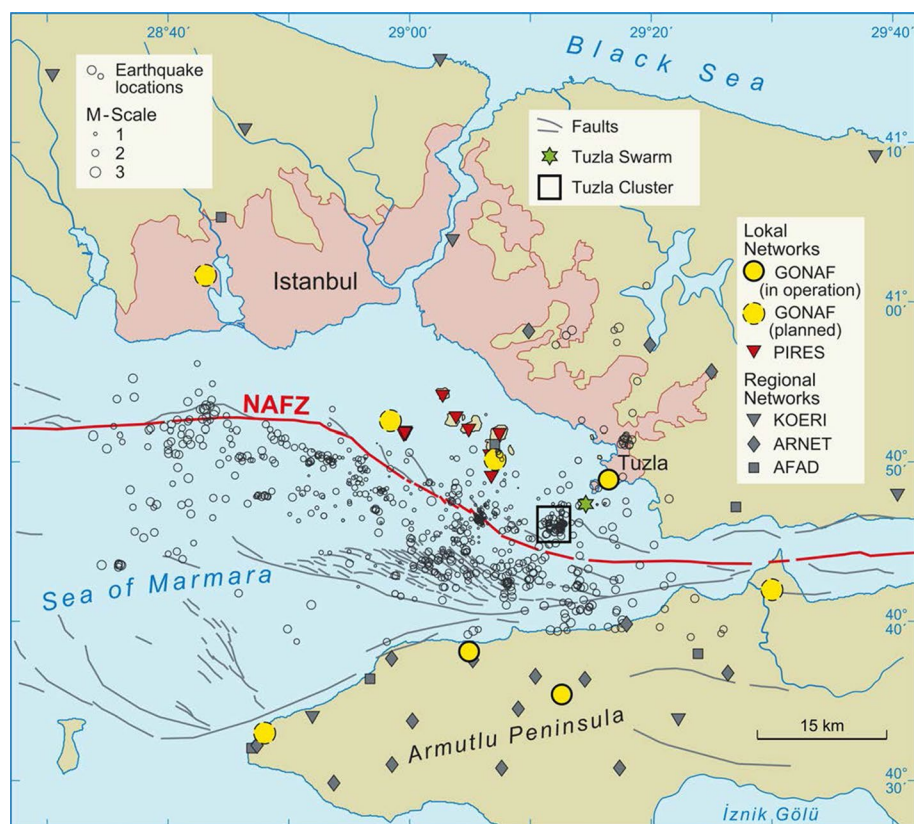 28°40'
29°00'
29°20'
29°40'
Black Sea
Earthquake
locations
M-Scale
1
2
3
Faults
Tuzla Swarm
Tuzla Cluster
41°
10'
Lokal
Networks
GONAF
(in operation)
GONAF
(planned)
PIRES
Regional
Networks
KOERI
ARNET
AFAD
Istanbul
41°
00'
NAFZ
Tuzla
40°
50'
Sea of Marmara
40°
40'
Armutlu Peninsula
15 km
40°
30'
İznik Gölü